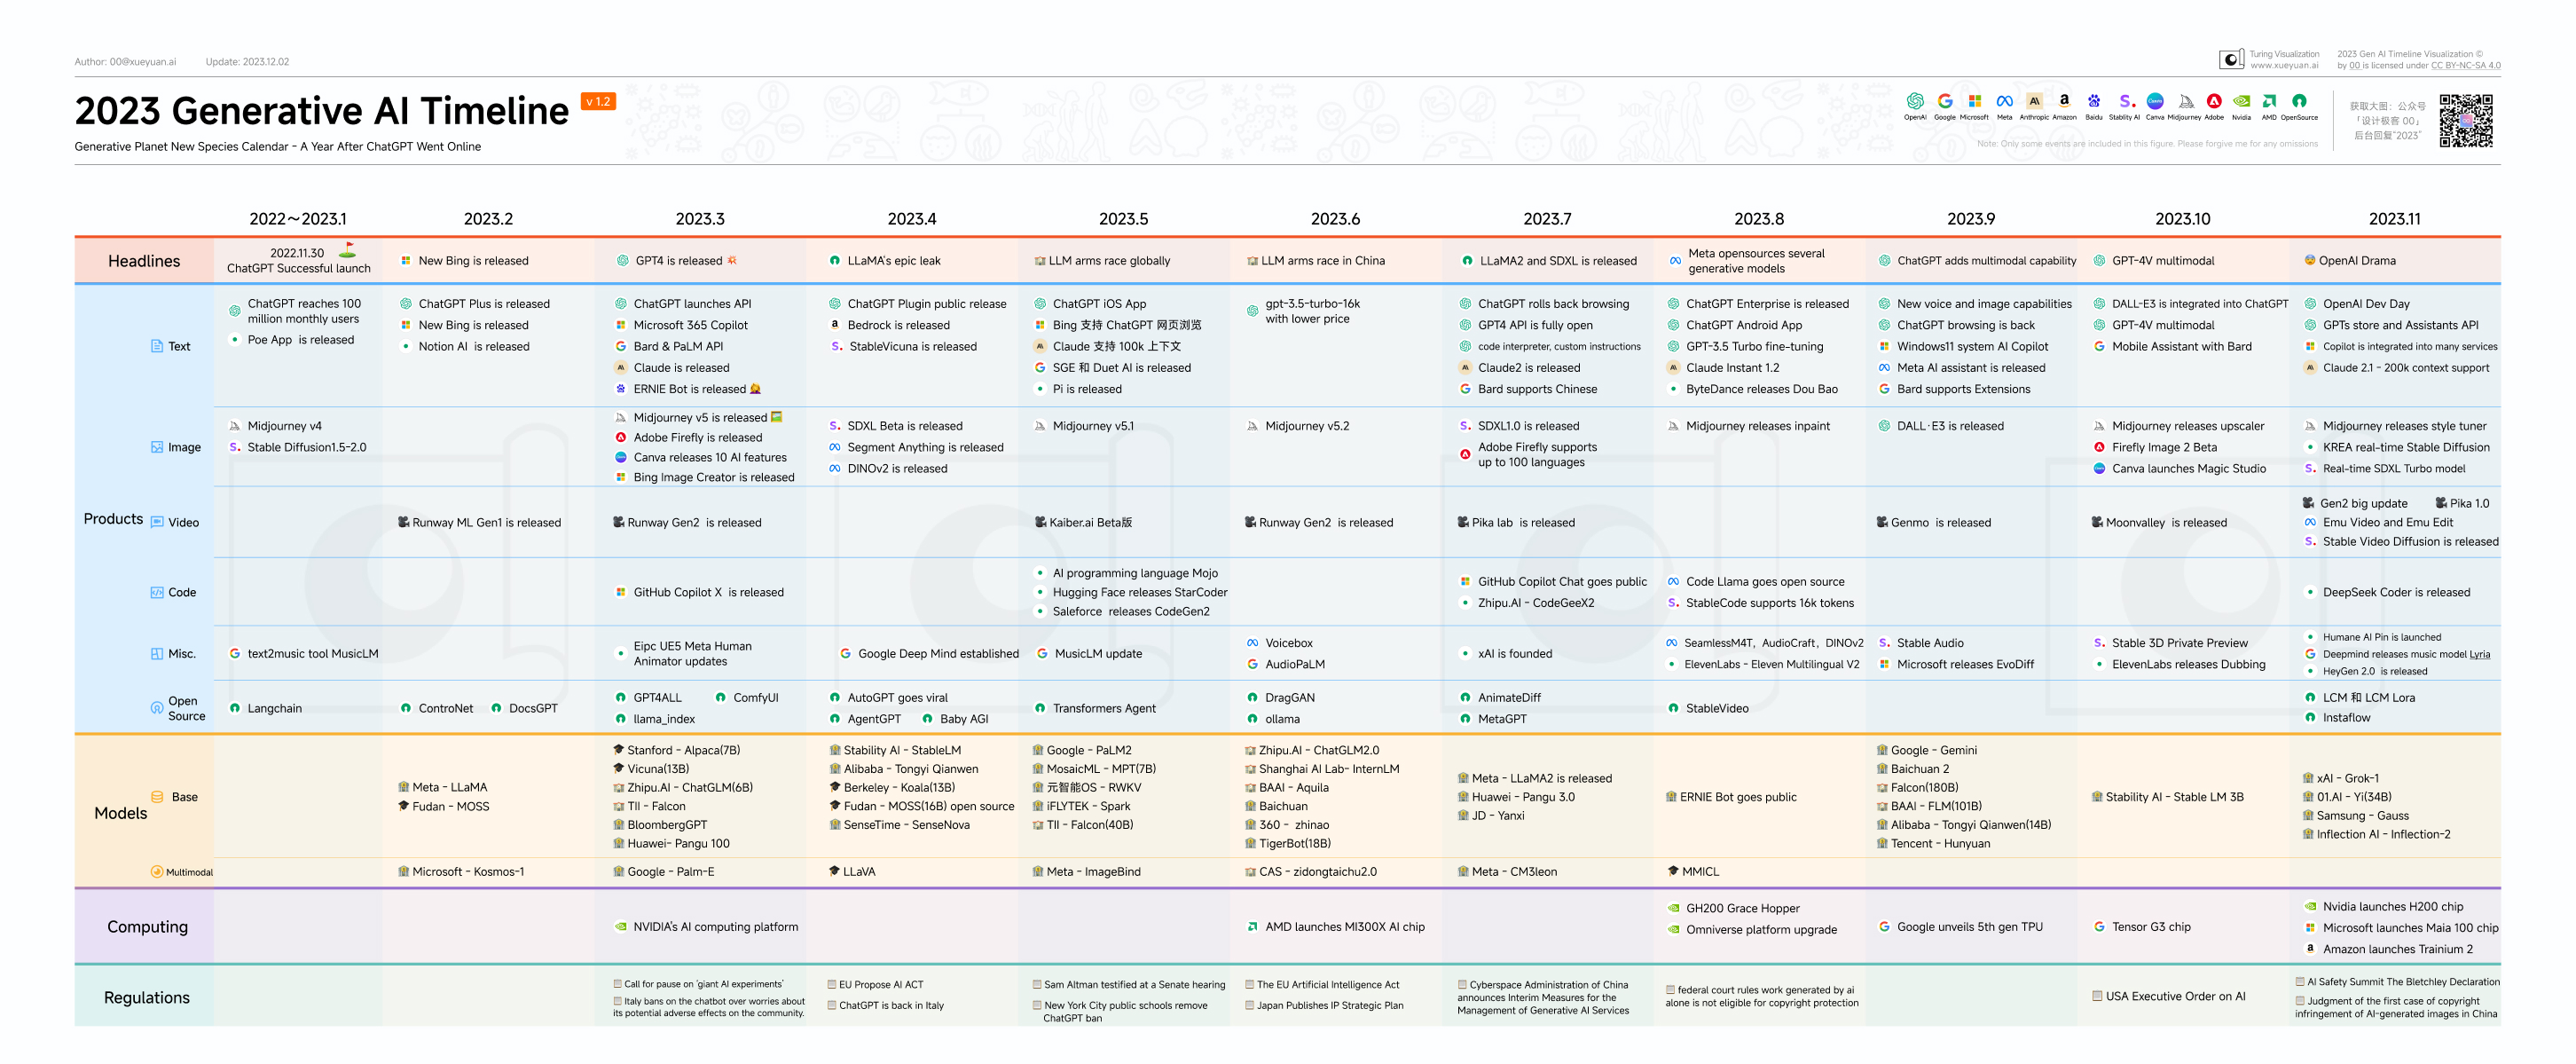 Author: 00@xueyuan.ai Update: 2023.12.02
Turing Visualization
www.xueyuan.ai
2023 Gen AI Timeline Visualization ©
by 00 is licensed under CC BY-NC-SA 4.0
2023 Generative AI Timeline v 1.2
Generative Planet New Species Calendar - A Year After ChatGPT Went Online
OpenAI Google Microsoft Meta Anthropic Amazon Baidu Stablity AI Canva Midjourney Adobe Nvidia AMD OpenSource
Note: Only some events are included in this figure. Please forgive me for any omissions
获取大图：公众号
「设计极客 00」
后台回复“2023”
2022～2023.1 2023.2 2023.3 2023.4 2023.5 2023.6 2023.7 2023.8 2023.9 2023.10 2023.11
Headlines
2022.11.30
ChatGPT Successful launch
New Bing is released
GPT4 is released
LLaMA's epic leak
LLM arms race globally
LLM arms race in China
LLaMA2 and SDXL is released
Meta opensources several
generative models
ChatGPT adds multimodal capability
GPT-4V multimodal
OpenAI Drama
Products
Text
ChatGPT reaches 100
million monthly users
Poe App is released
ChatGPT Plus is released
New Bing is released
Notion AI is released
ChatGPT launches API
Microsoft 365 Copilot
Bard & PaLM API
Claude is released
ERNIE Bot is released
ChatGPT Plugin public release
Bedrock is released
StableVicuna is released
ChatGPT iOS App
Bing 支持 ChatGPT 网页浏览
Claude 支持 100k 上下文
SGE 和 Duet AI is released
Pi is released
gpt-3.5-turbo-16k
with lower price
ChatGPT rolls back browsing
GPT4 API is fully open
code interpreter, custom instructions
Claude2 is released
Bard supports Chinese
ChatGPT Enterprise is released
ChatGPT Android App
GPT-3.5 Turbo fine-tuning
Claude Instant 1.2
ByteDance releases Dou Bao
New voice and image capabilities
ChatGPT browsing is back
Windows11 system AI Copilot
Meta AI assistant is released
Bard supports Extensions
DALL-E3 is integrated into ChatGPT
GPT-4V multimodal
Mobile Assistant with Bard
OpenAI Dev Day
GPTs store and Assistants API
Copilot is integrated into many services
Claude 2.1 - 200k context support
Image
Midjourney v4
Stable Diffusion1.5-2.0
Midjourney v5 is released
Adobe Firefly is released
Canva releases 10 AI features
Bing Image Creator is released
SDXL Beta is released
Segment Anything is released
DINOv2 is released
Midjourney v5.1
Midjourney v5.2
SDXL1.0 is released
Adobe Firefly supports
up to 100 languages
Midjourney releases inpaint
DALL·E3 is released
Midjourney releases upscaler
Firefly Image 2 Beta
Canva launches Magic Studio
Midjourney releases style tuner
KREA real-time Stable Diffusion
Real-time SDXL Turbo model
Video
Runway ML Gen1 is released
Runway Gen2 is released
Kaiber.ai Beta版
Runway Gen2 is released
Pika lab is released
Genmo is released
Moonvalley is released
Gen2 big update Pika 1.0
Emu Video and Emu Edit
Stable Video Diffusion is released
Code
GitHub Copilot X is released
AI programming language Mojo
Hugging Face releases StarCoder
Saleforce releases CodeGen2
GitHub Copilot Chat goes public
Zhipu.AI - CodeGeeX2
Code Llama goes open source
StableCode supports 16k tokens
DeepSeek Coder is released
Misc.
text2music tool MusicLM
Eipc UE5 Meta Human
Animator updates
Google Deep Mind established
MusicLM update
Voicebox
AudioPaLM
xAI is founded
SeamlessM4T，AudioCraft，DINOv2
ElevenLabs - Eleven Multilingual V2
Stable Audio
Microsoft releases EvoDiff
Stable 3D Private Preview
ElevenLabs releases Dubbing
Humane AI Pin is launched
Deepmind releases music model Lyria
HeyGen 2.0 is released
Open
Source
Langchain
ControNet DocsGPT
GPT4ALL ComfyUI
llama_index
AutoGPT goes viral
AgentGPT Baby AGI
Transformers Agent
DragGAN
ollama
AnimateDiff
MetaGPT
StableVideo
LCM 和 LCM Lora
Instaflow
Models
Base
Meta - LLaMA
Fudan - MOSS
Stanford - Alpaca(7B)
Vicuna(13B)
Zhipu.AI - ChatGLM(6B)
TII - Falcon
BloombergGPT
Huawei- Pangu 100
Stability AI - StableLM
Alibaba - Tongyi Qianwen
Berkeley - Koala(13B)
Fudan - MOSS(16B) open source
SenseTime - SenseNova
Google - PaLM2
MosaicML - MPT(7B)
元智能OS - RWKV
iFLYTEK - Spark
TII - Falcon(40B)
Zhipu.AI - ChatGLM2.0
Shanghai AI Lab- InternLM
BAAI - Aquila
Baichuan
360 - zhinao
TigerBot(18B)
Meta - LLaMA2 is released
Huawei - Pangu 3.0
JD - Yanxi
ERNIE Bot goes public
Google - Gemini
Baichuan 2
Falcon(180B)
BAAI - FLM(101B)
Alibaba - Tongyi Qianwen(14B)
Tencent - Hunyuan
Stability AI - Stable LM 3B
xAI - Grok-1
01.AI - Yi(34B)
Samsung - Gauss
Inflection AI - Inflection-2
Multimodal
Microsoft - Kosmos-1
Google - Palm-E
LLaVA
Meta - ImageBind
CAS - zidongtaichu2.0
Meta - CM3leon
MMICL
Computing
NVIDIA's AI computing platform
AMD launches MI300X AI chip
GH200 Grace Hopper
Omniverse platform upgrade
Google unveils 5th gen TPU
Tensor G3 chip
Nvidia launches H200 chip
Microsoft launches Maia 100 chip
Amazon launches Trainium 2
Regulations
Call for pause on 'giant AI experiments'
Italy bans on the chatbot over worries about
its potential adverse effects on the community.
EU Propose AI ACT
ChatGPT is back in Italy
Sam Altman testified at a Senate hearing
New York City public schools remove
ChatGPT ban
The EU Artificial Intelligence Act
Japan Publishes IP Strategic Plan
Cyberspace Administration of China
announces Interim Measures for the
Management of Generative AI Services
federal court rules work generated by ai
alone is not eligible for copyright protection
USA Executive Order on AI
AI Safety Summit The Bletchley Declaration
Judgment of the first case of copyright
infringement of AI-generated images in China